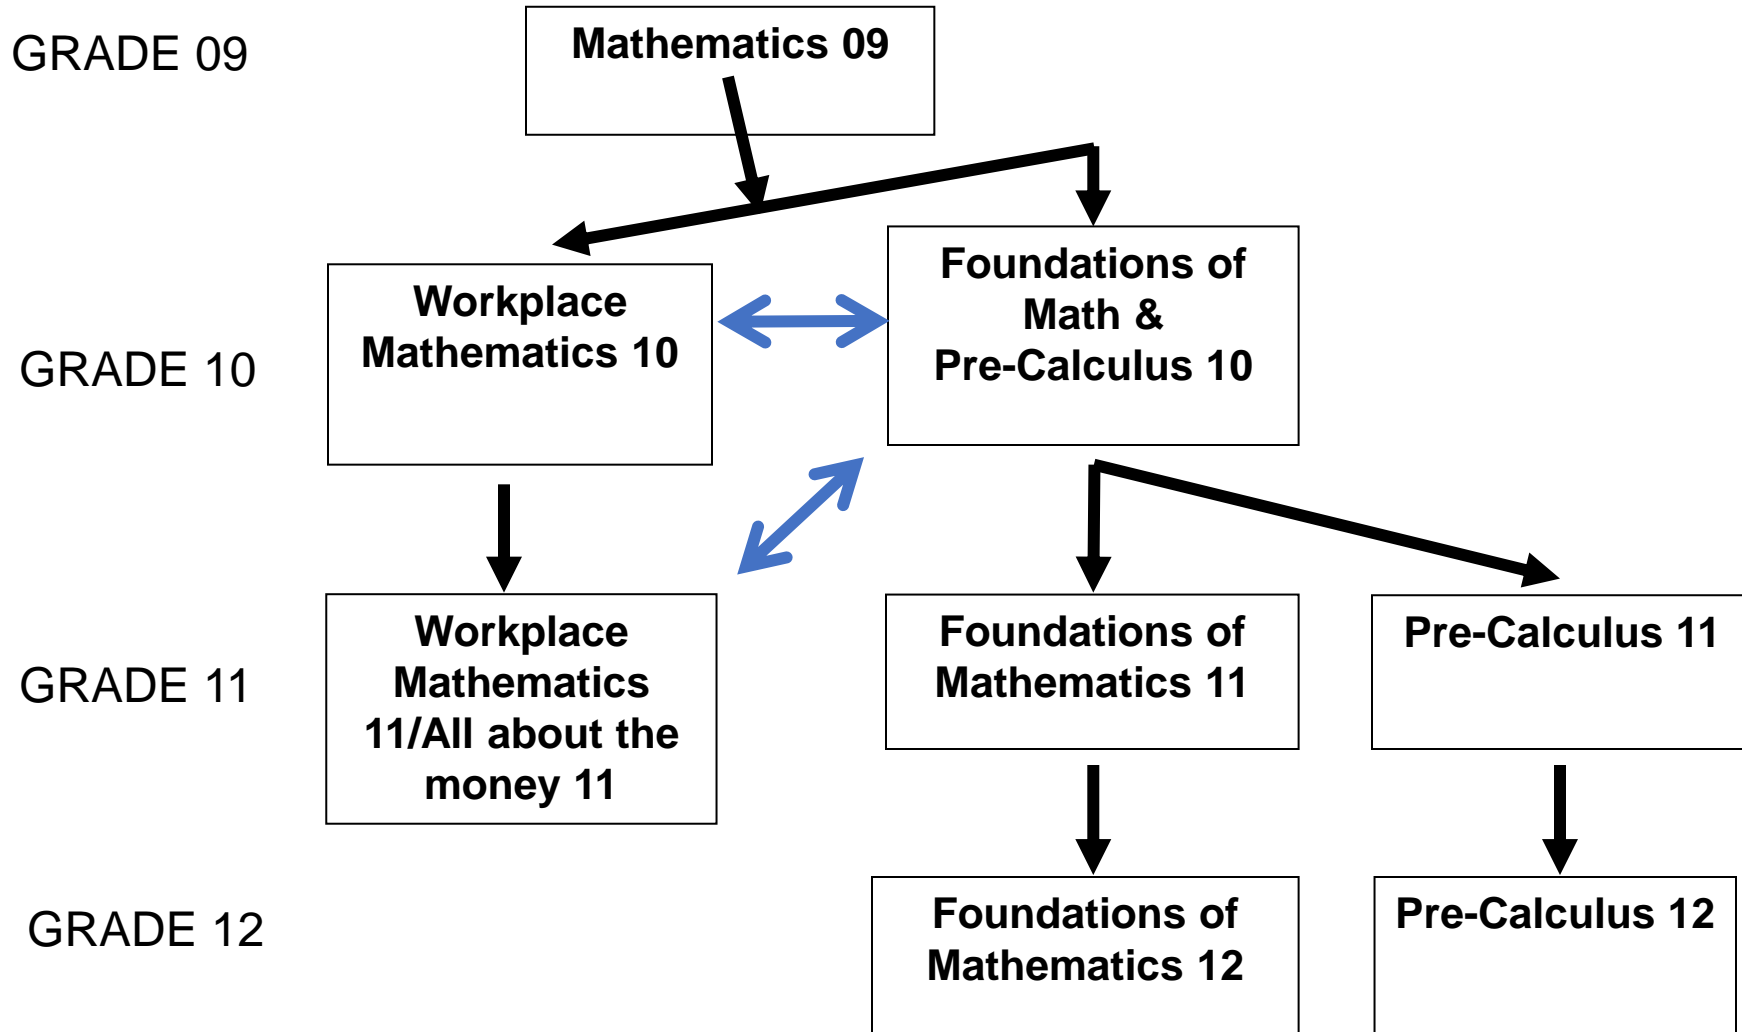 GRADE 09
Mathematics 09
GRADE 10
Workplace
Mathematics 10
Foundations of
Math &
Pre-Calculus 10
GRADE 11
Workplace
Mathematics
11/All about the
money 11
Foundations of
Mathematics 11
Pre-Calculus 11
GRADE 12
Foundations of
Mathematics 12
Pre-Calculus 12